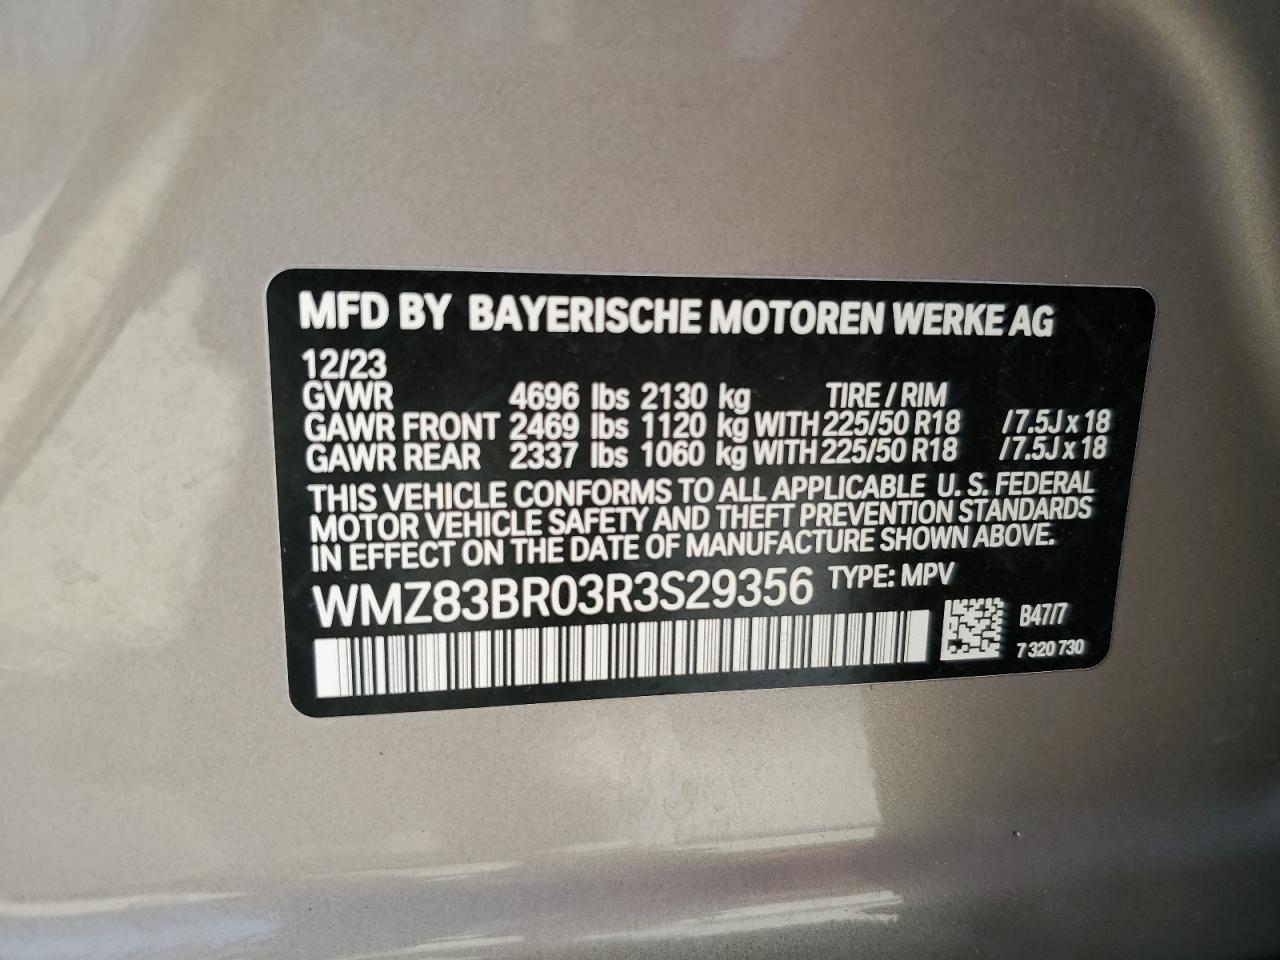 MFD BY BAYERISCHE MOTOREN WERKE AG
12/23
GVWR 4696 lbs 2130 kg TIRE / RIM
GAWR FRONT 2469 lbs 1120 kg WITH 225/50 R18 / 7.5J x 18
GAWR REAR 2337 lbs 1060 kg WITH 225/50 R18 / 7.5J x 18
THIS VEHICLE CONFORMS TO ALL APPLICABLE U. S. FEDERAL
MOTOR VEHICLE SAFETY AND THEFT PREVENTION STANDARDS
IN EFFECT ON THE DATE OF MANUFACTURE SHOWN ABOVE.
WMZ83BR03R3S29356 TYPE: MPV
B47/7
7 320 730